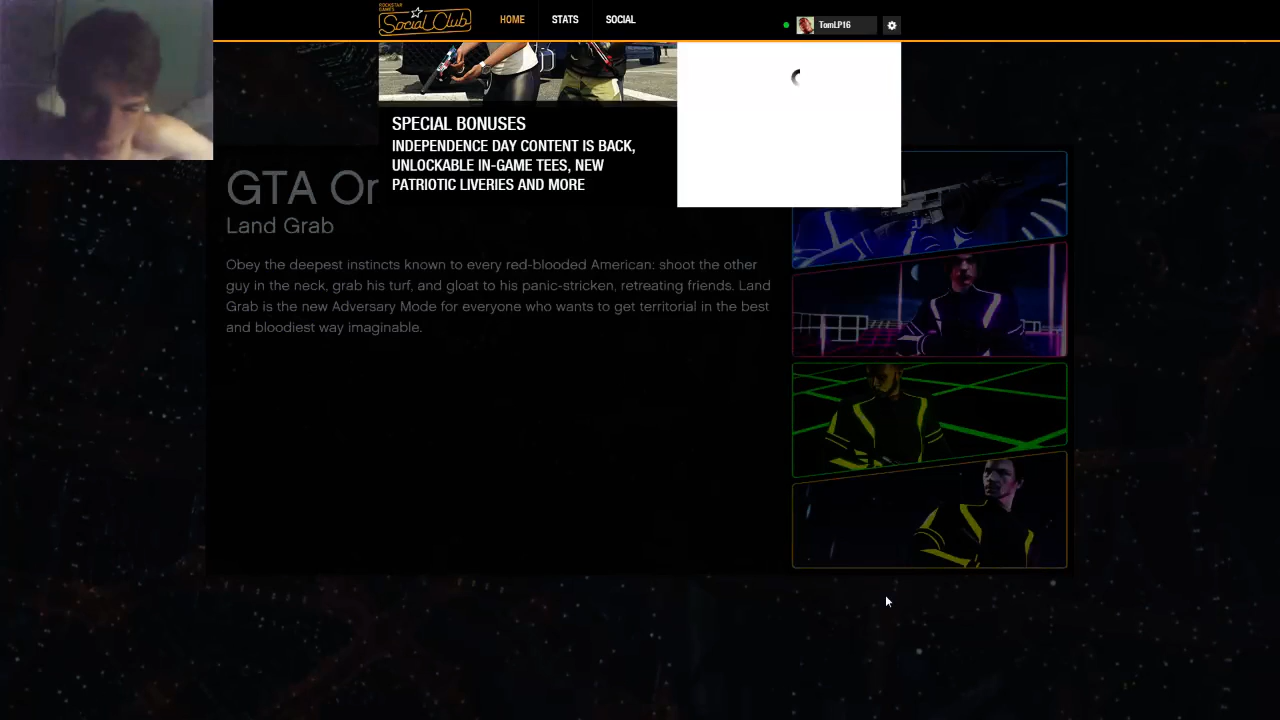 ROCKSTAR
GAMES
Social Club
HOME
STATS
SOCIAL
TomLP16
SPECIAL BONUSES
INDEPENDENCE DAY CONTENT IS BACK,
UNLOCKABLE IN-GAME TEES, NEW
PATRIOTIC LIVERIES AND MORE
GTA Or
Land Grab
Obey the deepest instincts known to every red-blooded American: shoot the other
guy in the neck, grab his turf, and gloat to his panic-stricken, retreating friends. Land
Grab is the new Adversary Mode for everyone who wants to get territorial in the best
and bloodiest way imaginable.